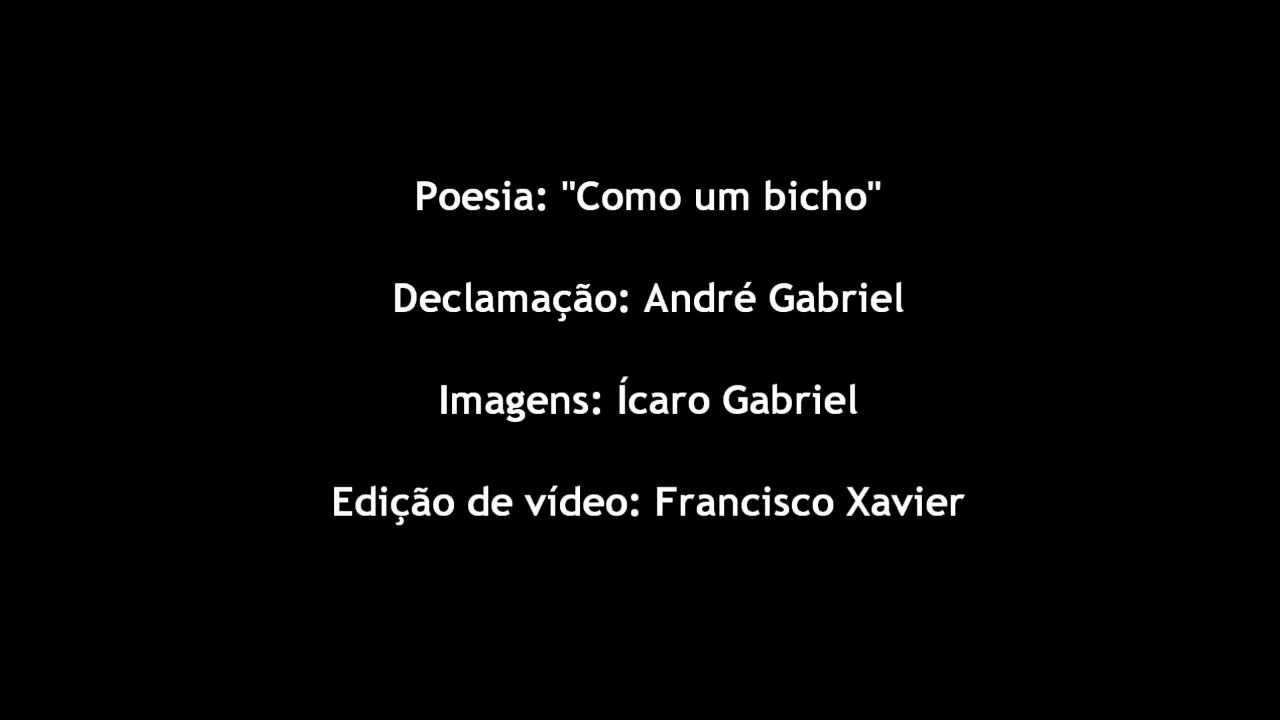 Poesia: "Como um bicho"
Declamação: André Gabriel
Imagens: Ícaro Gabriel
Edição de vídeo: Francisco Xavier